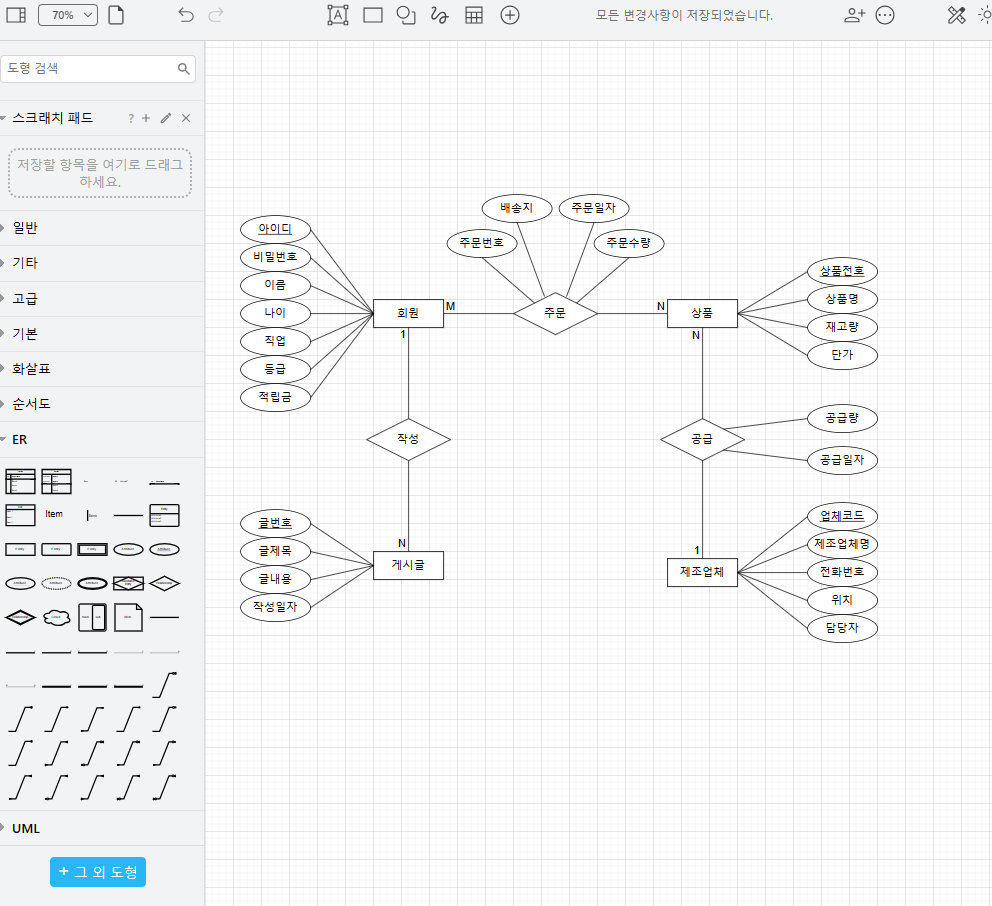 70%
모든 변경사항이 저장되었습니다.
도형 검색
스크래치 패드
?
저장할 항목을 여기로 드래그
하세요.
일반
기타
고급
기본
화살표
순서도
ER
Item
UML
+ 그 외 도형
배송지
주문일자
주문번호
주문수량
아이디
비밀번호
이름
나이
직업
등급
적립금
회원
M
주문
N
상품
1
N
상품전호
상품명
재고량
단가
작성
공급
공급량
공급일자
글번호
글제목
글내용
작성일자
N
게시글
1
제조업체
업체코드
제조업체명
전화번호
위치
담당자